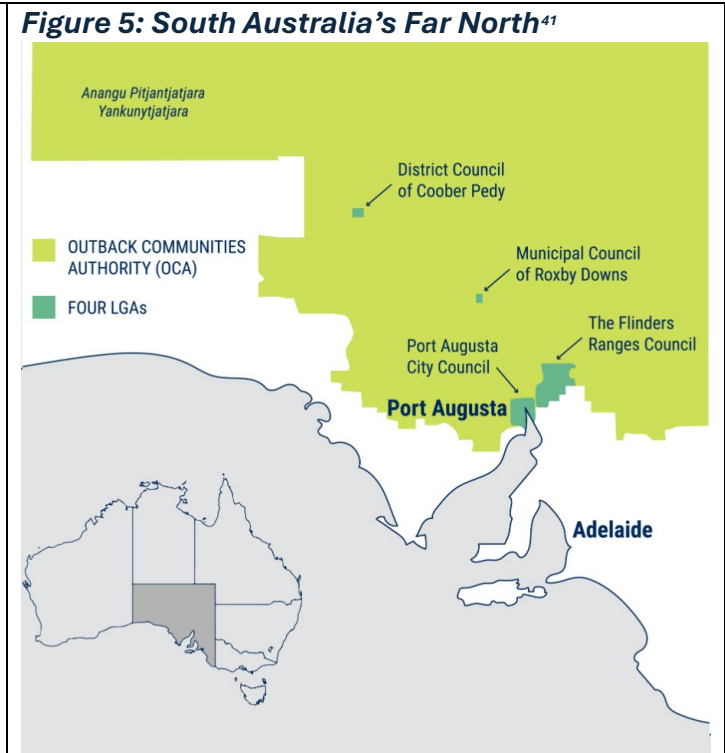 Figure 5: South Australia's Far North⁴¹
Anangu Pitjantjatjara
Yankunytjatjara
District Council
of Coober Pedy
OUTBACK COMMUNITIES
AUTHORITY (OCA)
FOUR LGAs
Municipal Council
of Roxby Downs
The Flinders
Ranges Council
Port Augusta
City Council
Port Augusta
Adelaide